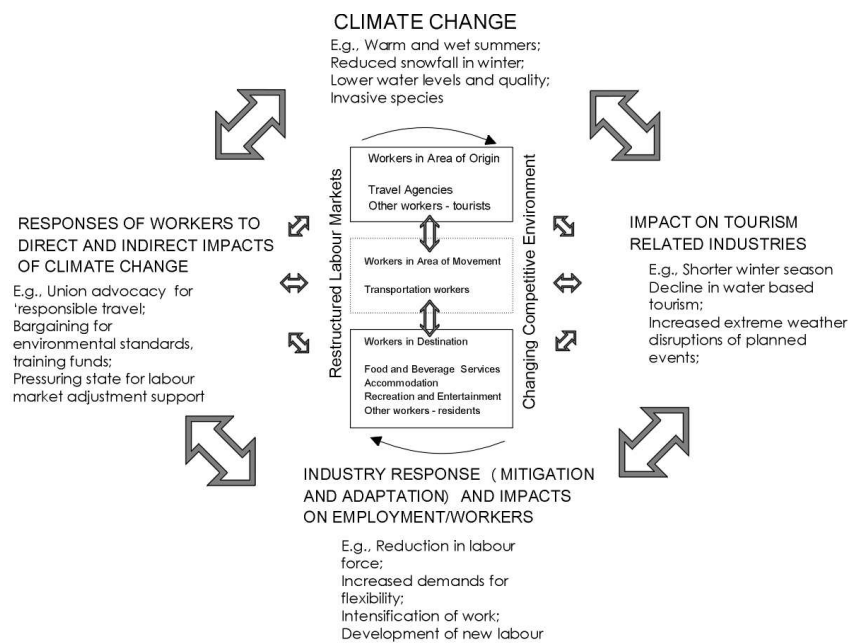 CLIMATE CHANGE
E.g., Warm and wet summers;
Reduced snowfall in winter;
Lower water levels and quality;
Invasive species
RESPONSES OF WORKERS TO
DIRECT AND INDIRECT IMPACTS
OF CLIMATE CHANGE
E.g., Union advocacy for
‘responsible travel;
Bargaining for
environmental standards,
training funds;
Pressuring state for labour
market adjustment support
Restructured Labour Markets
Workers in Area of Origin
Travel Agencies
Other workers - tourists
Workers in Area of Movement
Transportation workers
Workers in Destination
Food and Beverage Services
Accommodation
Recreation and Entertainment
Other workers - residents
Changing Competitive Environment
IMPACT ON TOURISM
RELATED INDUSTRIES
E.g., Shorter winter season
Decline in water based
tourism;
Increased extreme weather
disruptions of planned
events;
INDUSTRY RESPONSE ( MITIGATION
AND ADAPTATION) AND IMPACTS
ON EMPLOYMENT/WORKERS
E.g., Reduction in labour
force;
Increased demands for
flexibility;
Intensification of work;
Development of new labour